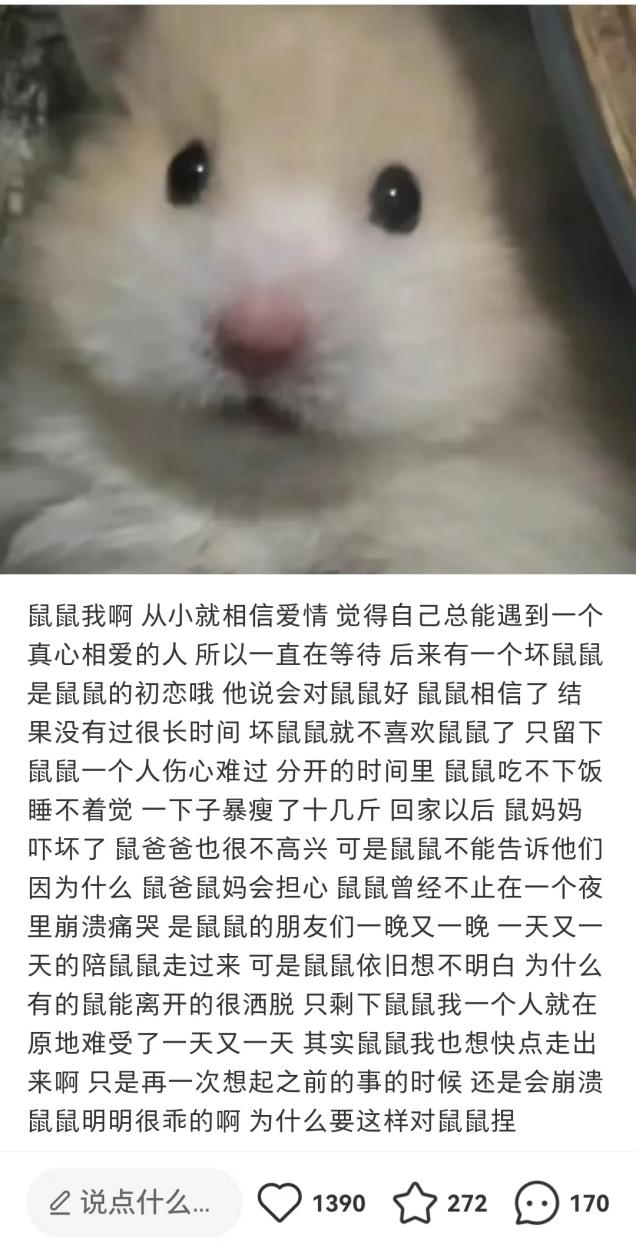 鼠鼠我啊 从小就相信爱情 觉得自己总能遇到一个
真心相爱的人 所以一直在等待 后来有一个坏鼠鼠
是鼠鼠的初恋哦 他说会对鼠鼠好 鼠鼠相信了 结
果没有过很长时间 坏鼠鼠就不喜欢鼠鼠了 只留下
鼠鼠一个人伤心难过 分开的时间里 鼠鼠吃不下饭
睡不着觉 一下子暴瘦了十几斤 回家以后 鼠妈妈
吓坏了 鼠爸爸也很不高兴 可是鼠鼠不能告诉他们
因为什么 鼠爸鼠妈会担心 鼠鼠曾经不止在一个夜
里崩溃痛哭 是鼠鼠的朋友们一晚又一晚 一天又一
天的陪鼠鼠走过来 可是鼠鼠依旧想不明白 为什么
有的鼠能离开的很洒脱 只剩下鼠鼠我一个人就在
原地难受了一天又一天 其实鼠鼠我也想快点走出
来啊 只是再一次想起之前的事的时候 还是会崩溃
鼠鼠明明很乖的啊 为什么要这样对鼠鼠捏
说点什么... 1390 272 170